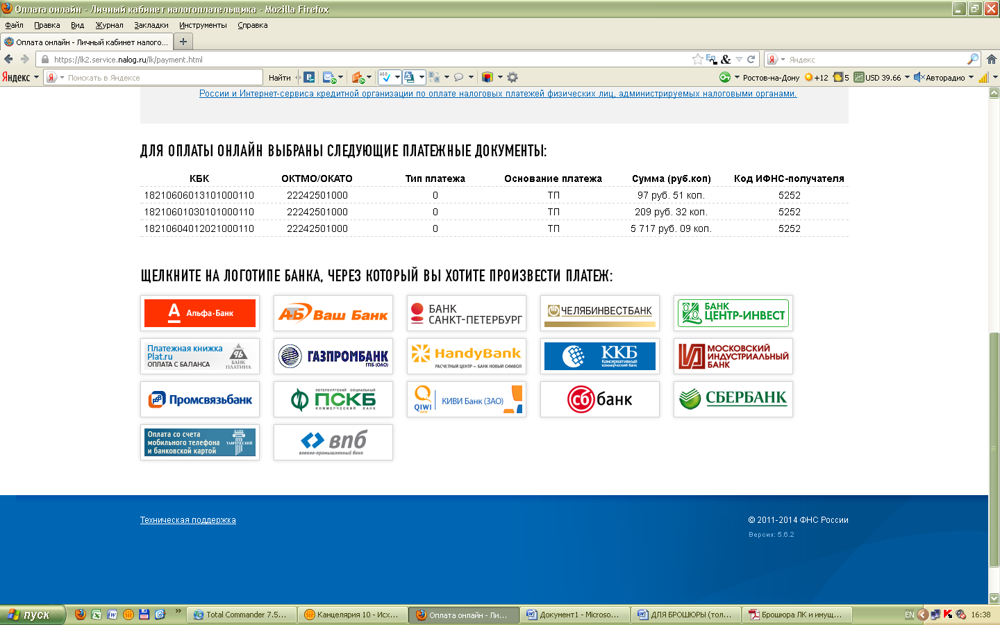 Оплата онлайн - Личный кабинет налогоплательщика - Mozilla Firefox
Файл Правка Вид Журнал Закладки Инструменты Справка
Оплата онлайн - Личный кабинет налого...
https://lk2.service.nalog.ru/lk/payment.html
Яндекс
Яндекс Поискать в Яндексе Найти Ростов-на-Дону +12 5 USD 39.66 Авторадио
России и Интернет-сервиса кредитной организации по оплате налоговых платежей физических лиц, администрируемых налоговыми органами.
ДЛЯ ОПЛАТЫ ОНЛАЙН ВЫБРАНЫ СЛЕДУЮЩИЕ ПЛАТЕЖНЫЕ ДОКУМЕНТЫ:
КБК ОКТМО/ОКАТО Тип платежа Основание платежа Сумма (руб.коп) Код ИФНС-получателя
18210606013101000110 22242501000 0 ТП 97 руб. 51 коп. 5252
18210601030101000110 22242501000 0 ТП 209 руб. 32 коп. 5252
18210604012021000110 22242501000 0 ТП 5 717 руб. 09 коп. 5252
ЩЕЛКНИТЕ НА ЛОГОТИПЕ БАНКА, ЧЕРЕЗ КОТОРЫЙ ВЫ ХОТИТЕ ПРОИЗВЕСТИ ПЛАТЕЖ:
Альфа·Банк
АБ Ваш Банк
БАНК
САНКТ-ПЕТЕРБУРГ
ЧЕЛЯБИНВЕСТБАНК
БАНК
ЦЕНТР-ИНВЕСТ
Платежная книжка
Plat.ru
ОПЛАТА С БАЛАНСА
БАНК
ПЛАТИНА
ГАЗПРОМБАНК
ГПБ (ОАО)
HandyBank
РАСЧЕТНЫЙ ЦЕНТР — БАНК НОВЫЙ СИМВОЛ
ККБ
Консервативный
коммерческий банк
МОСКОВСКИЙ
ИНДУСТРИАЛЬНЫЙ
БАНК
Промсвязьбанк
ПЕТЕРБУРГСКИЙ СОЦИАЛЬНЫЙ
ПСКБ
КОММЕРЧЕСКИЙ БАНК
QIWI
БАНК
КИВИ Банк (ЗАО)
сб банк
СБЕРБАНК
Оплата со счета
мобильного телефона
и банковской картой
БАНК
ТАВРИЧЕСКИЙ
впб
военно-промышленный банк
Техническая поддержка
© 2011-2014 ФНС России
Версия: 5.6.2
пуск
Total Commander 7.5...
Канцелярия 10 - Исх...
Оплата онлайн - Ли...
Документ1 - Microso...
ДЛЯ БРОШЮРЫ (тол...
Брошюра ЛК и имущ...
EN
16:38